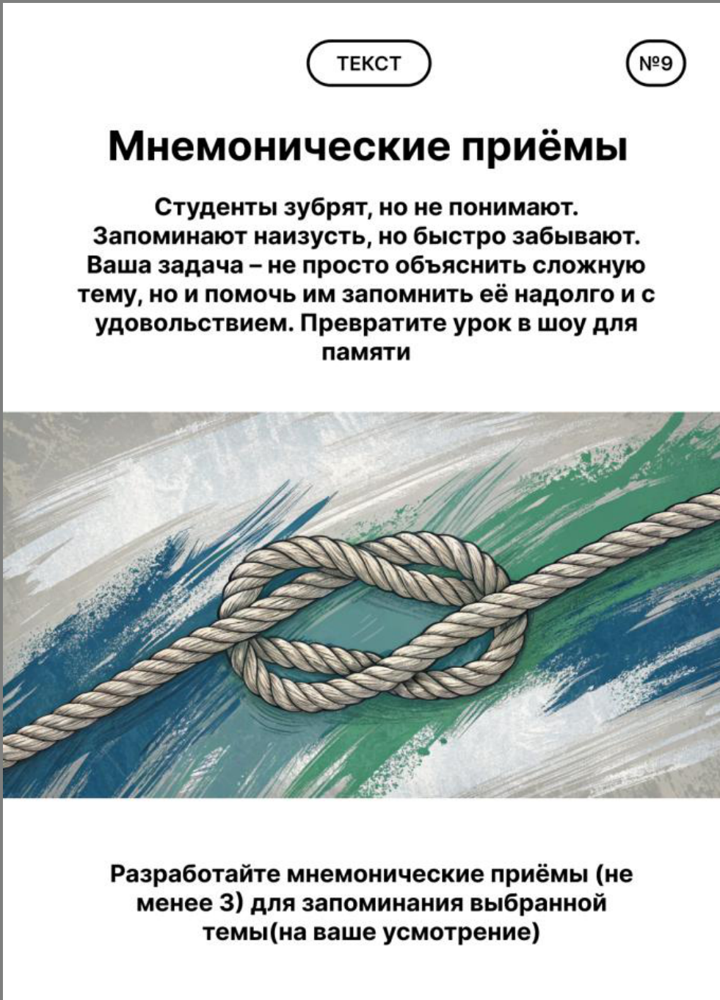 ТЕКСТ
№9
Мнемонические приёмы
Студенты зубрят, но не понимают.
Запоминают наизусть, но быстро забывают.
Ваша задача – не просто объяснить сложную
тему, но и помочь им запомнить её надолго и с
удовольствием. Превратите урок в шоу для
памяти
Разработайте мнемонические приёмы (не
менее 3) для запоминания выбранной
темы(на ваше усмотрение)